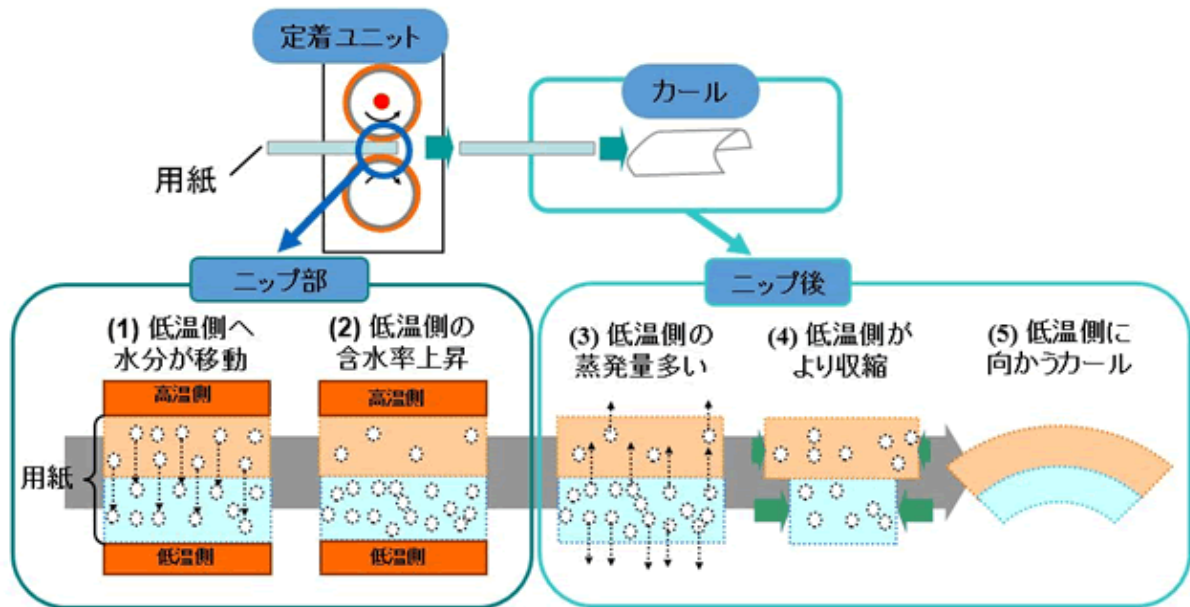 定着ユニット
カール
用紙
ニップ部
ニップ後
(1) 低温側へ
水分が移動
(2) 低温側の
含水率上昇
(3) 低温側の
蒸発量多い
(4) 低温側が
より収縮
(5) 低温側に
向かうカール
高温側
高温側
用紙
低温側
低温側